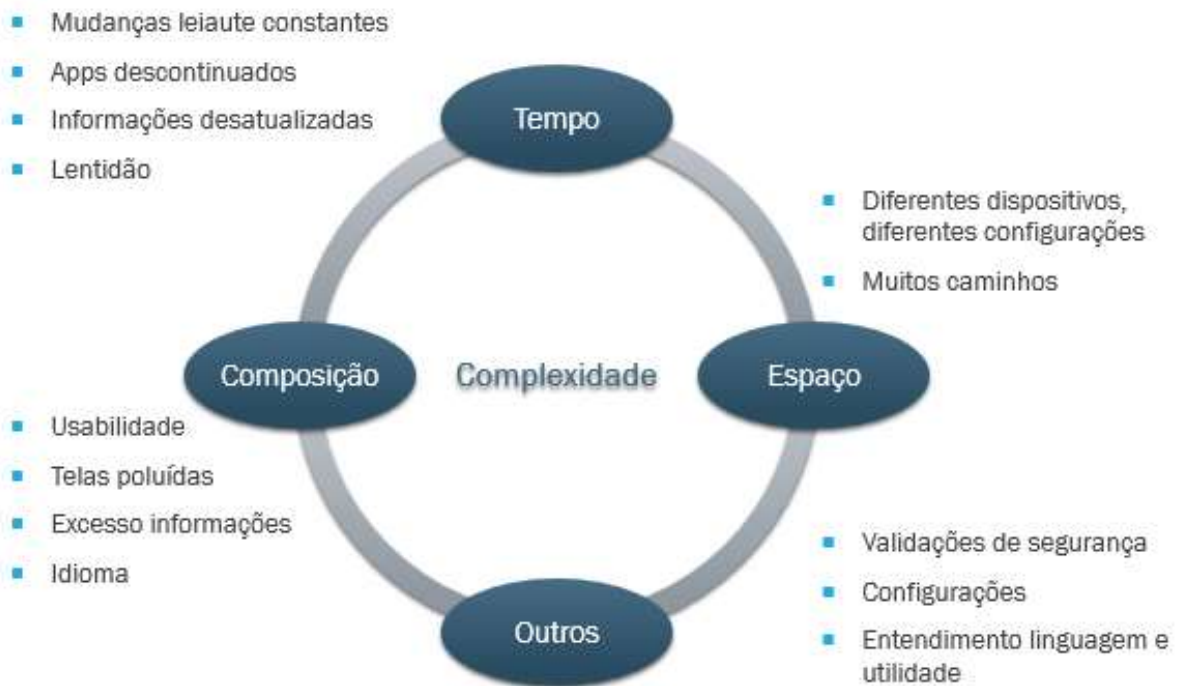 Mudanças leiaute constantes
Apps descontinuados
Informações desatualizadas
Lentidão
Tempo
Diferentes dispositivos,
diferentes configurações
Muitos caminhos
Composição
Complexidade
Espaço
Usabilidade
Telas poluídas
Excesso informações
Idioma
Validações de segurança
Configurações
Entendimento linguagem e
utilidade
Outros